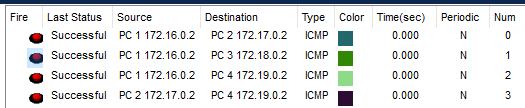 Fire Last Status Source Destination Type Color Time(sec) Periodic Num
Successful PC 1 172.16.0.2 PC 2 172.17.0.2 ICMP 0.000 N 0
Successful PC 1 172.16.0.2 PC 3 172.18.0.2 ICMP 0.000 N 1
Successful PC 1 172.16.0.2 PC 4 172.19.0.2 ICMP 0.000 N 2
Successful PC 2 172.17.0.2 PC 4 172.19.0.2 ICMP 0.000 N 3